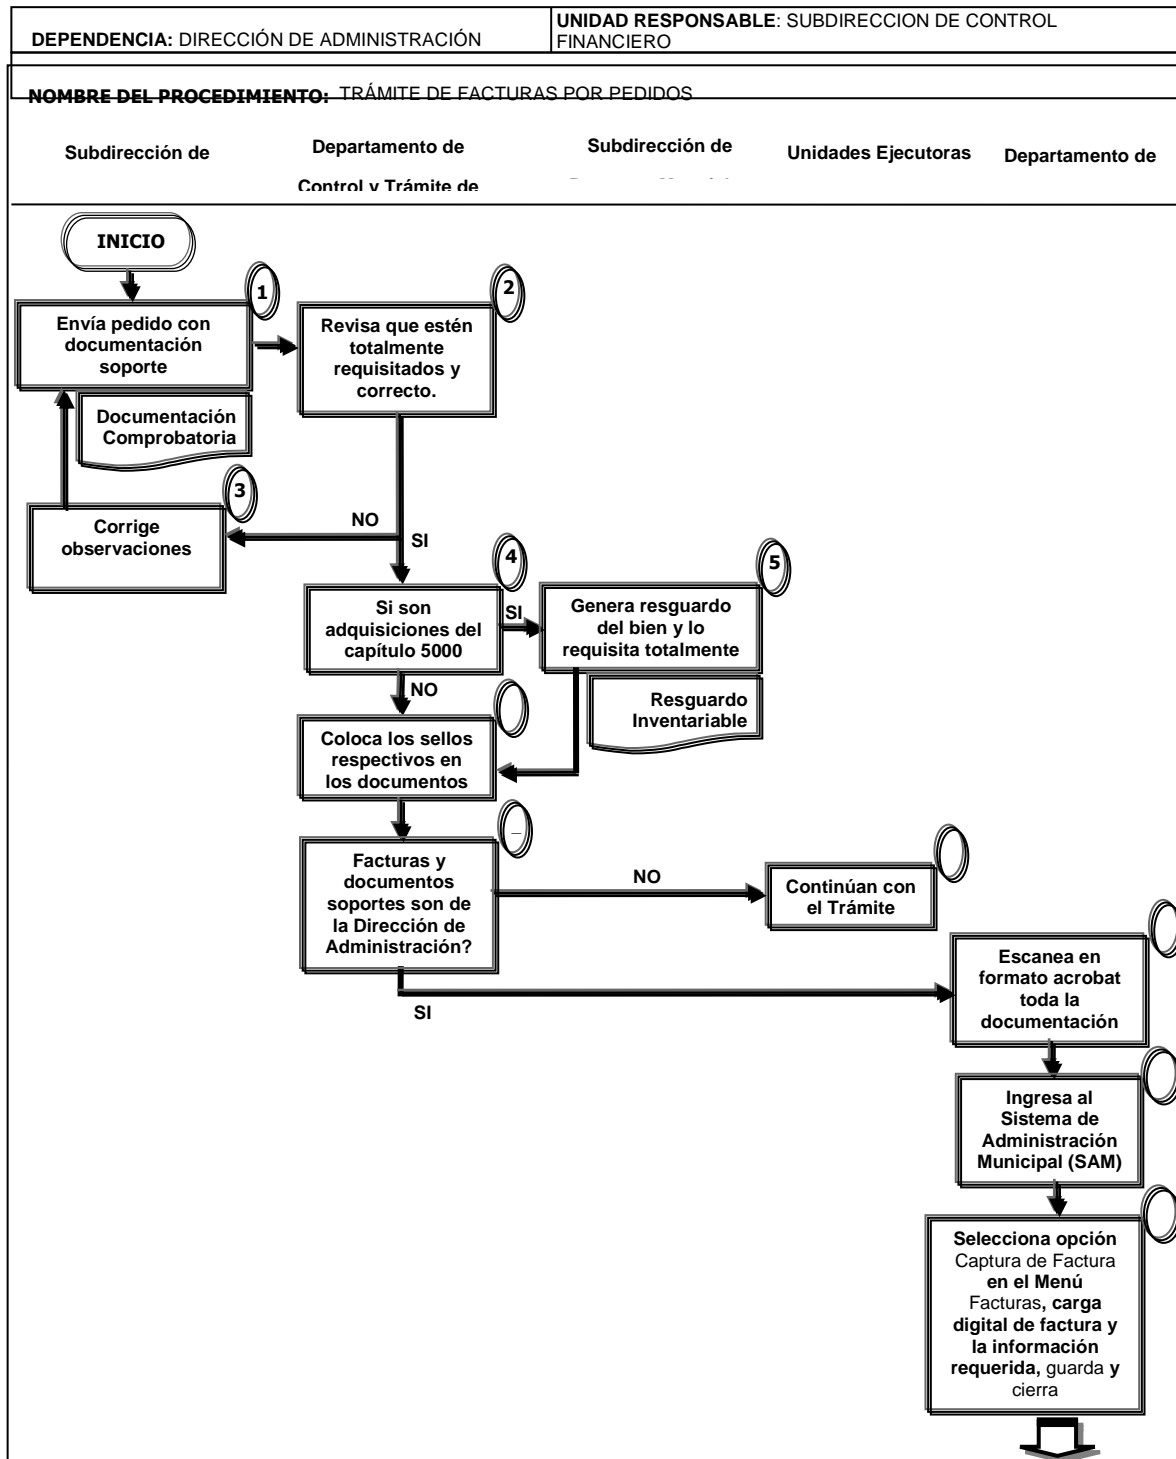 DEPENDENCIA: DIRECCIÓN DE ADMINISTRACIÓN
UNIDAD RESPONSABLE: SUBDIRECCION DE CONTROL
FINANCIERO
NOMBRE DEL PROCEDIMIENTO: TRÁMITE DE FACTURAS POR PEDIDOS
Subdirección de
Departamento de
Control y Trámite de
Subdirección de
Unidades Ejecutoras
Departamento de
INICIO
1
Envía pedido con
documentación
soporte
Documentación
Comprobatoria
2
Revisa que estén
totalmente
requisitados y
correcto.
3
Corrige
observaciones
NO
SI
4
Si son
adquisiciones del
capítulo 5000
SI
5
Genera resguardo
del bien y lo
requisita totalmente
Resguardo
Inventariable
NO
Coloca los sellos
respectivos en
los documentos
Facturas y
documentos
soportes son de
la Dirección de
Administración?
NO
Continúan con
el Trámite
SI
Escanea en
formato acrobat
toda la
documentación
Ingresa al
Sistema de
Administración
Municipal (SAM)
Selecciona opción
Captura de Factura
en el Menú
Facturas, carga
digital de factura y
la información
requerida, guarda y
cierra